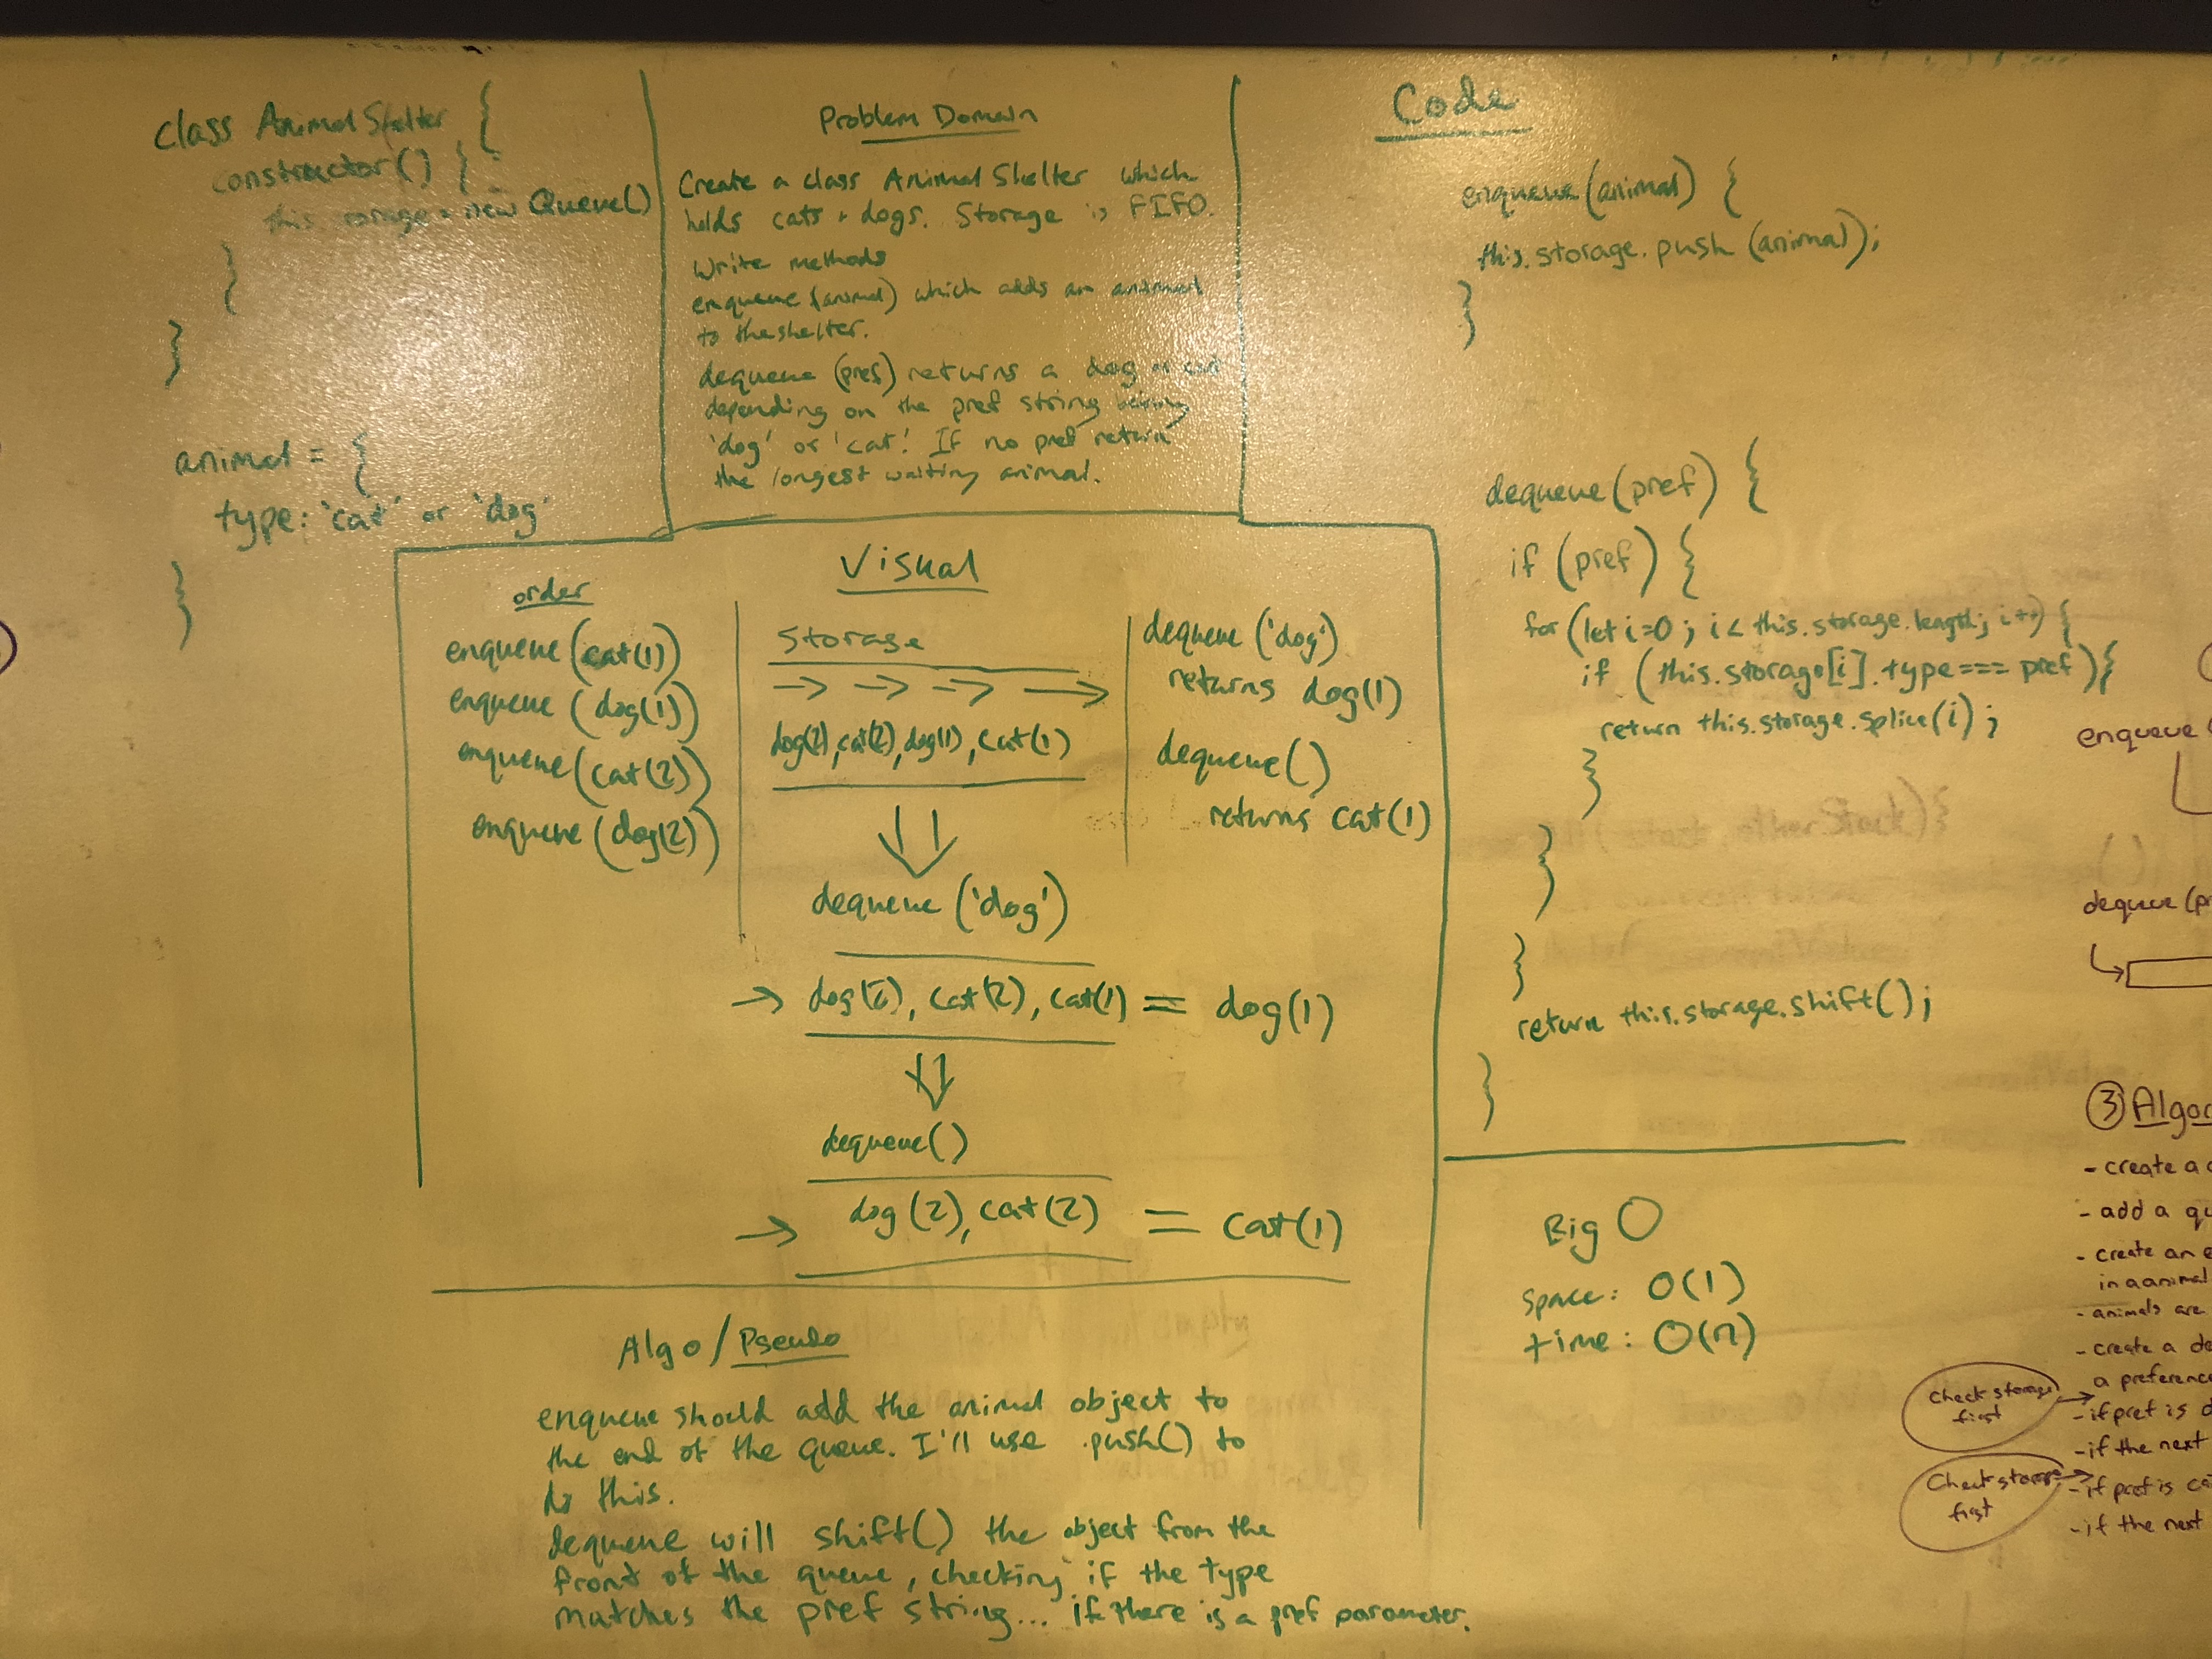 class Animal Shelter {
constructor() {
this storage = new Queue()
}
}
animal = {
type: 'cat' or 'dog'
}
Problem Domain
Create a class Animal Shelter which
holds cats + dogs. Storage is FIFO.
Write methods
enqueue (animal) which adds an animal
to the shelter.
dequeue (pref) returns a dog or cat
depending on the pref string
'dog' or 'cat'. If no pref return
the longest waiting animal.
Visual
order
enqueue (cat(1))
enqueue (dog(1))
enqueue (cat(2))
enqueue (dog(2))
Storage
dog(2), cat(2), dog(1), cat(1)
dequeue ('dog')
returns dog(1)
dequeue()
returns cat(1)
dequeue ('dog')
→ dog(2), cat(2), cat(1) = dog(1)
dequeue()
→ dog(2), cat(2) = cat(1)
Algo/Pseudo
enqueue should add the animal object to
the end of the queue. I'll use .push() to
do this.
dequeue will shift() the object from the
front of the queue, checking if the type
matches the pref string... if there is a pref parameter.
Code
enqueue(animal) {
this.storage.push (animal);
}
dequeue(pref) {
if (pref) {
for (let i=0; i< this.storage.length; i++) {
if (this.storage[i].type === pref) {
return this.storage.splice(i);
}
}
}
return this.storage.shift();
}
Big O
space: O(1)
time: O(n)
enqueue (
dequeue (pr
③ Algor
- create a
- add a qu
- create an e
in a animal
- animals are
- create a de
a preference
Check storage first →
- if pref is d
- if the next
Check storage first →
- if pref is ca
- if the next